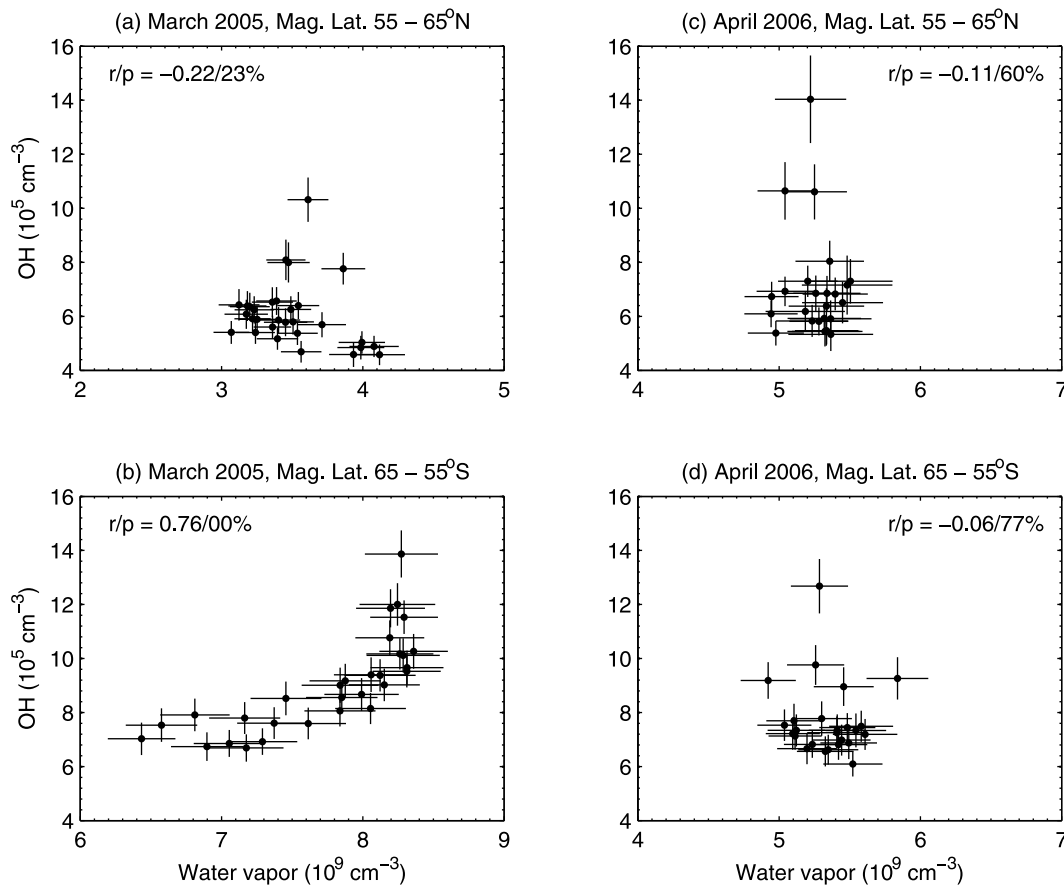 (a) March 2005, Mag. Lat. 55 – 65°N
r/p = −0.22/23%
OH (10⁵ cm⁻³)
16
14
12
10
8
6
4
2 3 4 5
(c) April 2006, Mag. Lat. 55 – 65°N
r/p = −0.11/60%
16
14
12
10
8
6
4
4 5 6 7
(b) March 2005, Mag. Lat. 65 – 55°S
r/p = 0.76/00%
OH (10⁵ cm⁻³)
16
14
12
10
8
6
4
6 7 8 9
Water vapor (10⁹ cm⁻³)
(d) April 2006, Mag. Lat. 65 – 55°S
r/p = −0.06/77%
16
14
12
10
8
6
4
4 5 6 7
Water vapor (10⁹ cm⁻³)